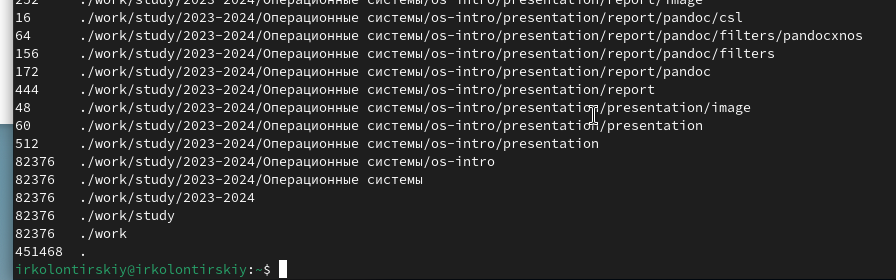 252     ./work/study/2023-2024/Операционные системы/os-intro/presentation/report/image
16      ./work/study/2023-2024/Операционные системы/os-intro/presentation/report/pandoc/csl
64      ./work/study/2023-2024/Операционные системы/os-intro/presentation/report/pandoc/filters/pandocxnos
156     ./work/study/2023-2024/Операционные системы/os-intro/presentation/report/pandoc/filters
172     ./work/study/2023-2024/Операционные системы/os-intro/presentation/report/pandoc
444     ./work/study/2023-2024/Операционные системы/os-intro/presentation/report
48      ./work/study/2023-2024/Операционные системы/os-intro/presentation/presentation/image
60      ./work/study/2023-2024/Операционные системы/os-intro/presentation/presentation
512     ./work/study/2023-2024/Операционные системы/os-intro/presentation
82376   ./work/study/2023-2024/Операционные системы/os-intro
82376   ./work/study/2023-2024/Операционные системы
82376   ./work/study/2023-2024
82376   ./work/study
82376   ./work
451468  .
irkolontirskiy@irkolontirskiy:~$